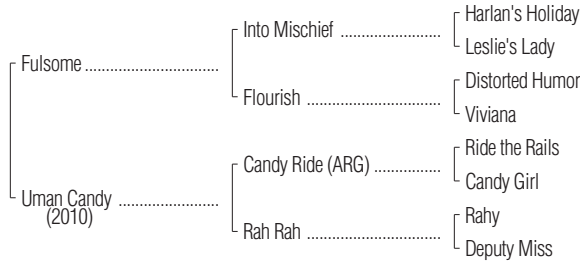 Harlan's Holiday
Into Mischief ....................
Leslie's Lady
Fulsome ..................................
Distorted Humor
Flourish ...........................
Viviana
Ride the Rails
Candy Ride (ARG) .................
Candy Girl
Uman Candy .........................
(2010)
Rahy
Rah Rah ...........................
Deputy Miss